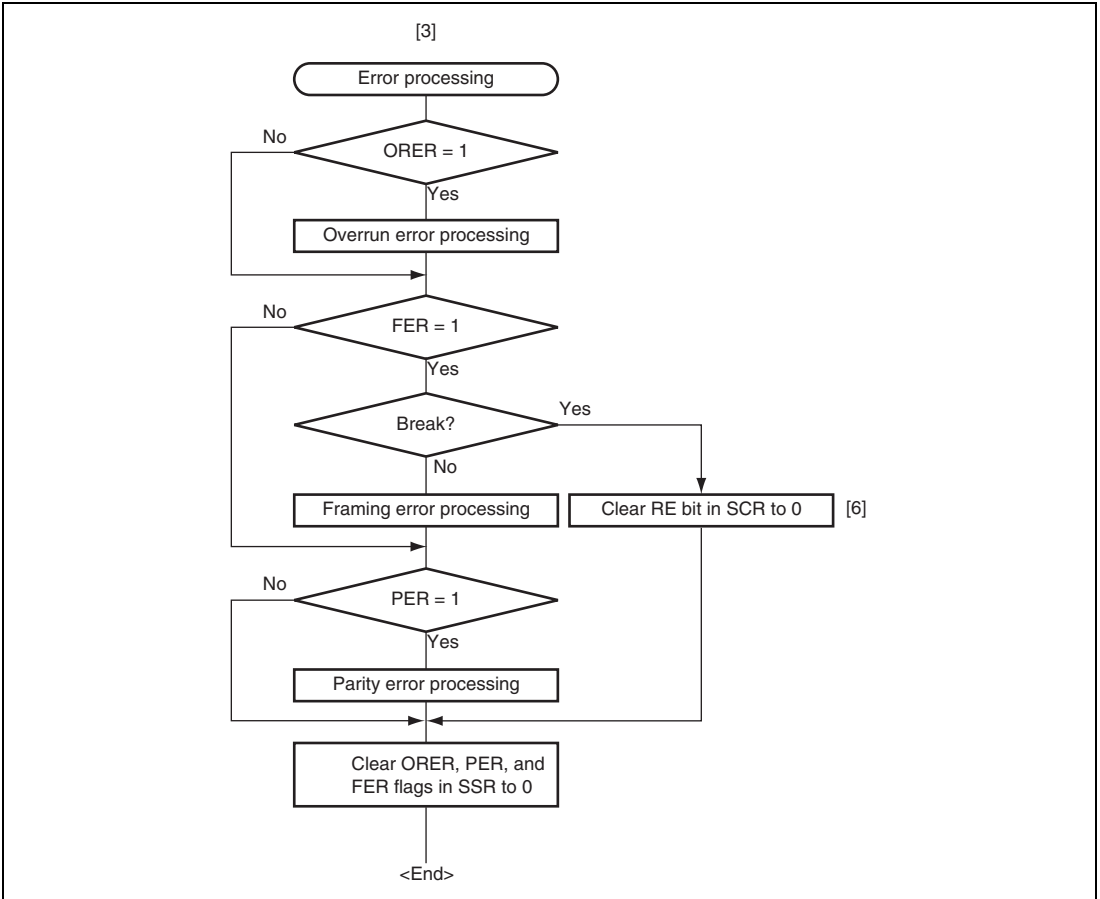 [3]
Error processing
No
ORER = 1
Yes
Overrun error processing
No
FER = 1
Yes
Break?
Yes
No
Framing error processing
Clear RE bit in SCR to 0
[6]
No
PER = 1
Yes
Parity error processing
Clear ORER, PER, and
FER flags in SSR to 0
<End>